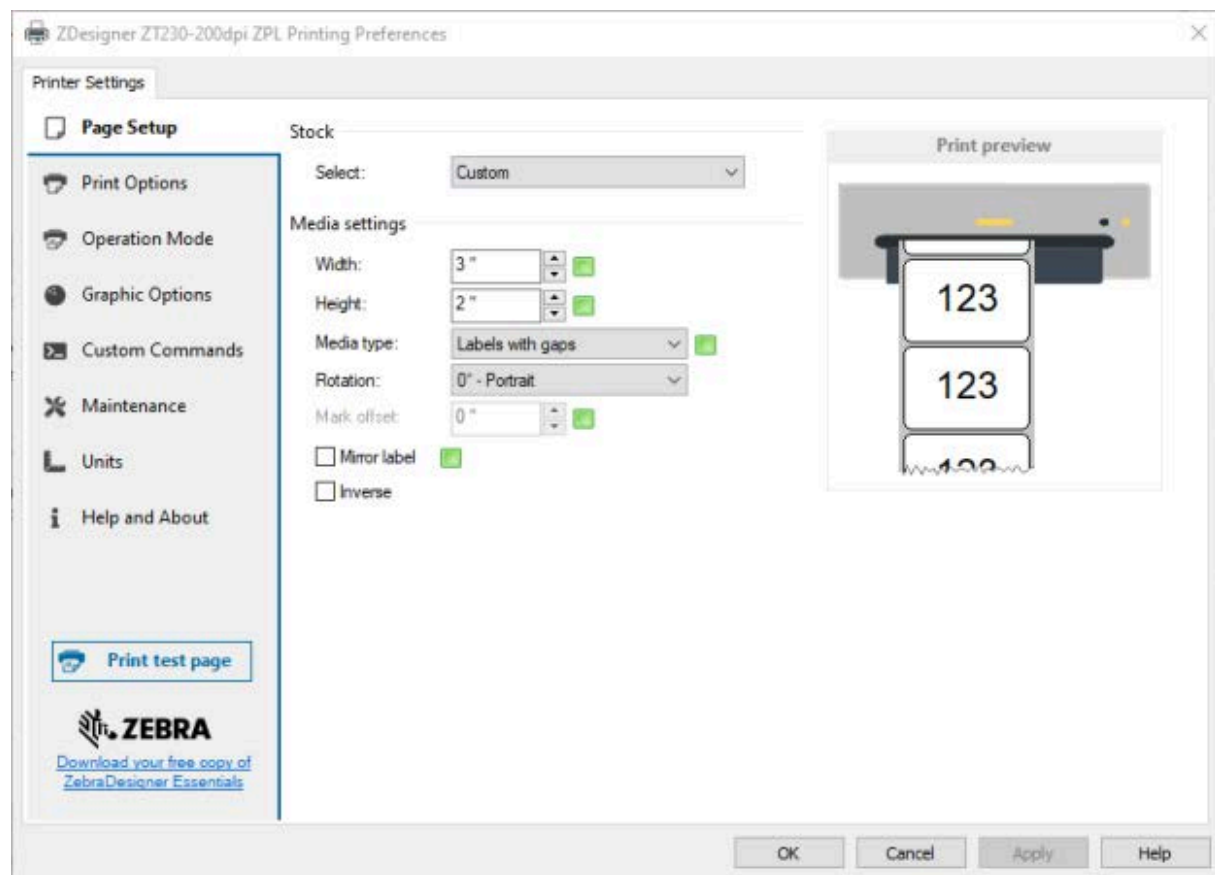 ZDesigner ZT230-200dpi ZPL Printing Preferences
Printer Settings
Page Setup
Print Options
Operation Mode
Graphic Options
Custom Commands
Maintenance
Units
Help and About
Print test page
ZEBRA
Download your free copy of
ZebraDesigner Essentials
Stock
Select: Custom
Media settings
Width: 3 "
Height: 2 "
Media type: Labels with gaps
Rotation: 0° - Portrait
Mark offset: 0 "
Mirror label
Inverse
Print preview
123
123
123
OK Cancel Apply Help